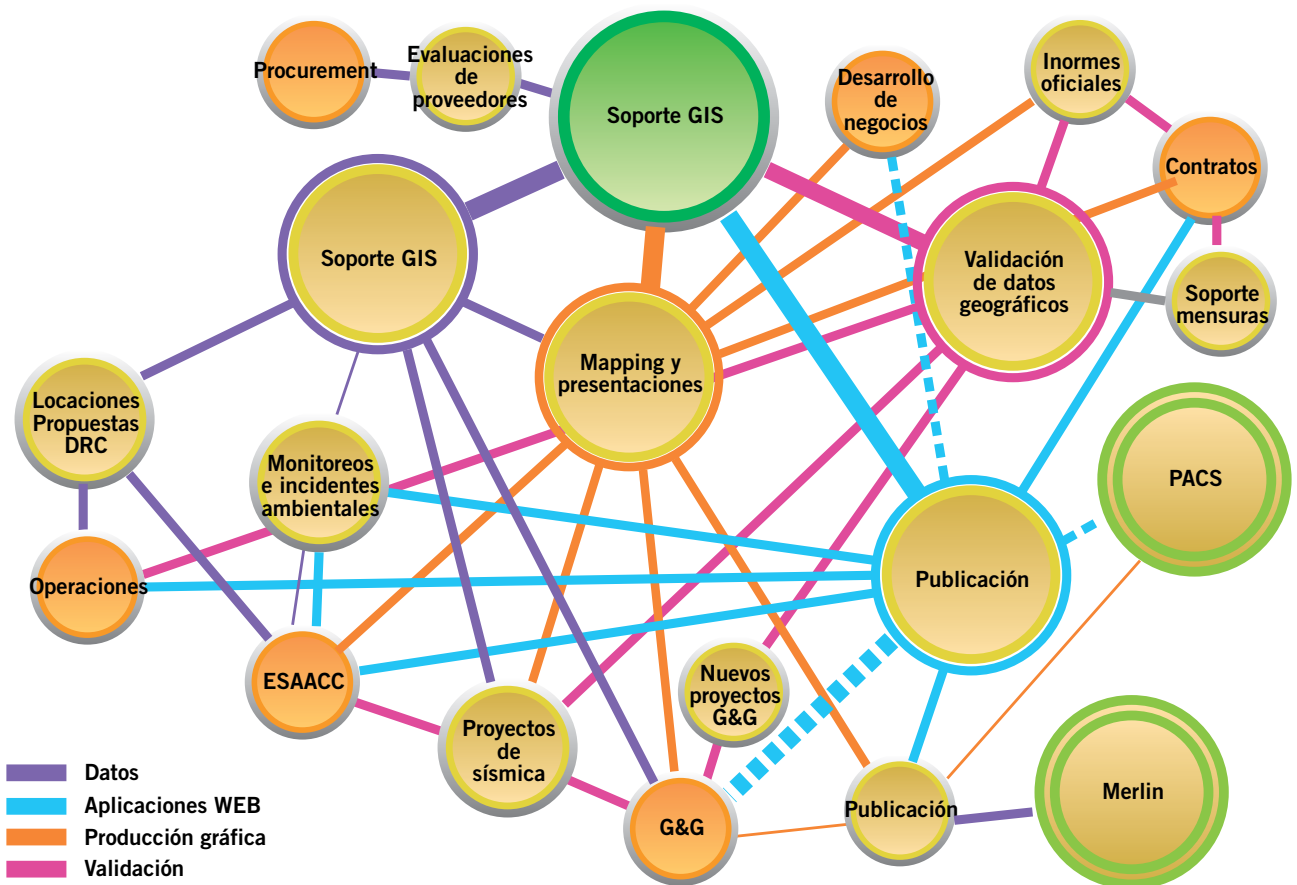 Procurement
Evaluaciones
de
proveedores
Soporte GIS
Desarrollo
de
negocios
Inormes
oficiales
Contratos
Soporte GIS
Validación
de datos
geográficos
Soporte
mensuras
Mapping y
presentaciones
Locaciones
Propuestas
DRC
Monitoreos
e incidentes
ambientales
PACS
Operaciones
Publicación
ESAACC
Nuevos
proyectos
G&G
Proyectos
de
sísmica
G&G
Publicación
Merlin
Datos
Aplicaciones WEB
Producción gráfica
Validación